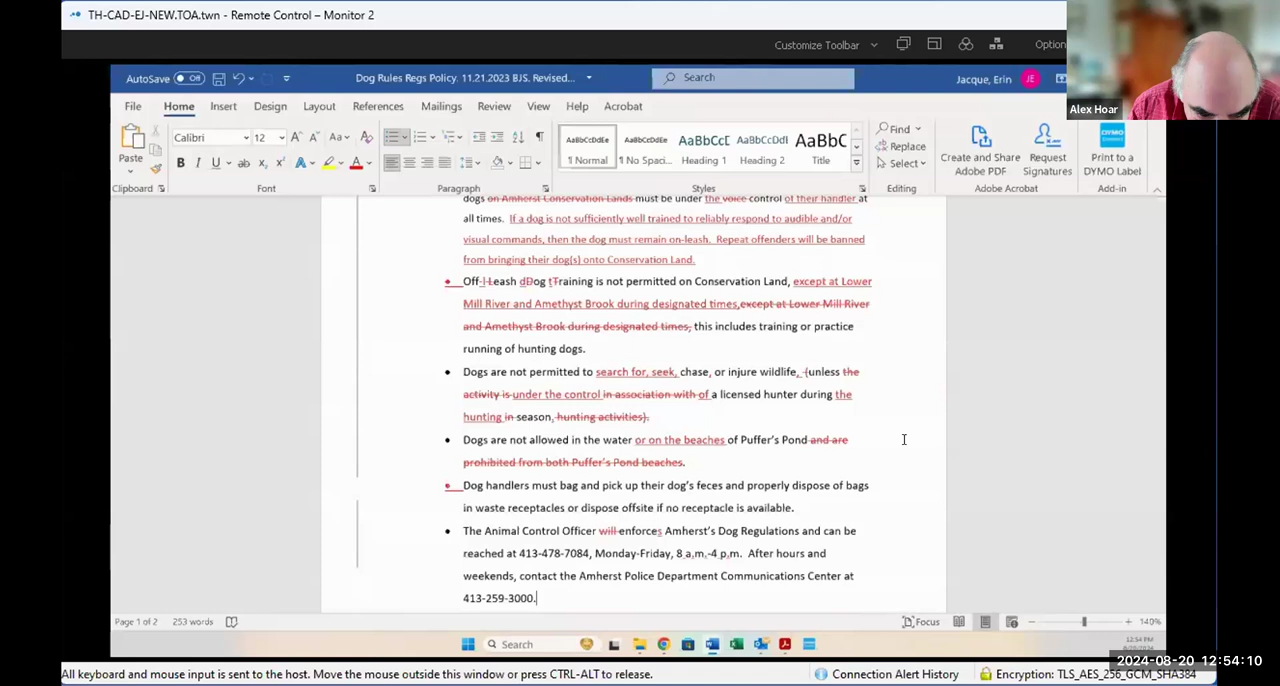 TH-CAD-EJ-NEW.TOA.twn - Remote Control – Monitor 2
Customize Toolbar
Option
Alex Hoar
AutoSave Off
Dog Rules Regs Policy. 11.21.2023 BJS. Revised...
Search
Jacque, Erin JE
File Home Insert Design Layout References Mailings Review View Help Acrobat
Paste
Calibri 12
AaBbCcDdEe AaBbCcDdEe AaBbCcC AaBbCcDdI AaBbC
¶ Normal ¶ No Spaci... Heading 1 Heading 2 Title
Find
Replace
Select
Create and Share Adobe PDF
Request Signatures
DYMO
Print to a DYMO Label
Clipboard Font Paragraph Styles Editing Adobe Acrobat Add-in
dogs on Amherst Conservation Lands must be under the voice control of their handler at
all times. If a dog is not sufficiently well trained to reliably respond to audible and/or
visual commands, then the dog must remain on-leash. Repeat offenders will be banned
from bringing their dog(s) onto Conservation Land.
• Off-lLeash dDog tTraining is not permitted on Conservation Land, except at Lower
Mill River and Amethyst Brook during designated times,except at Lower Mill River
and Amethyst Brook during designated times, this includes training or practice
running of hunting dogs.
• Dogs are not permitted to search for, seek, chase, or injure wildlife, (unless the
activity is under the control in association with of a licensed hunter during the
hunting in season, hunting activities).
• Dogs are not allowed in the water or on the beaches of Puffer's Pond and are
prohibited from both Puffer's Pond beaches.
• Dog handlers must bag and pick up their dog's feces and properly dispose of bags
in waste receptacles or dispose offsite if no receptacle is available.
• The Animal Control Officer will enforces Amherst's Dog Regulations and can be
reached at 413-478-7084, Monday-Friday, 8 a.m.-4 p.m. After hours and
weekends, contact the Amherst Police Department Communications Center at
413-259-3000.
Page 1 of 2 253 words
Focus
140%
Search
12:54 PM
2024-08-20 12:54:10
All keyboard and mouse input is sent to the host. Move the mouse outside this window or press CTRL-ALT to release.
Connection Alert History
Encryption: TLS_AES_256_GCM_SHA384